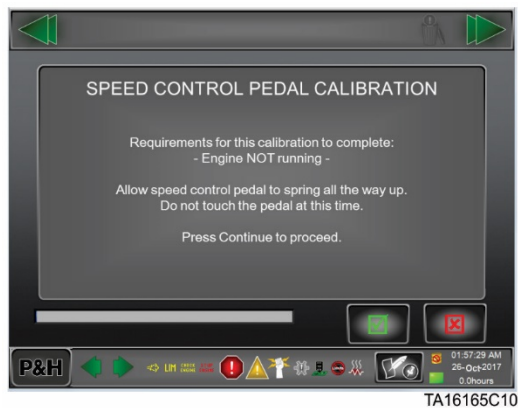 SPEED CONTROL PEDAL CALIBRATION
Requirements for this calibration to complete:
- Engine NOT running -
Allow speed control pedal to spring all the way up.
Do not touch the pedal at this time.
Press Continue to proceed.
P&H
LIM
01:57:29 AM
26-Oct-2017
0.0hours
TA16165C10